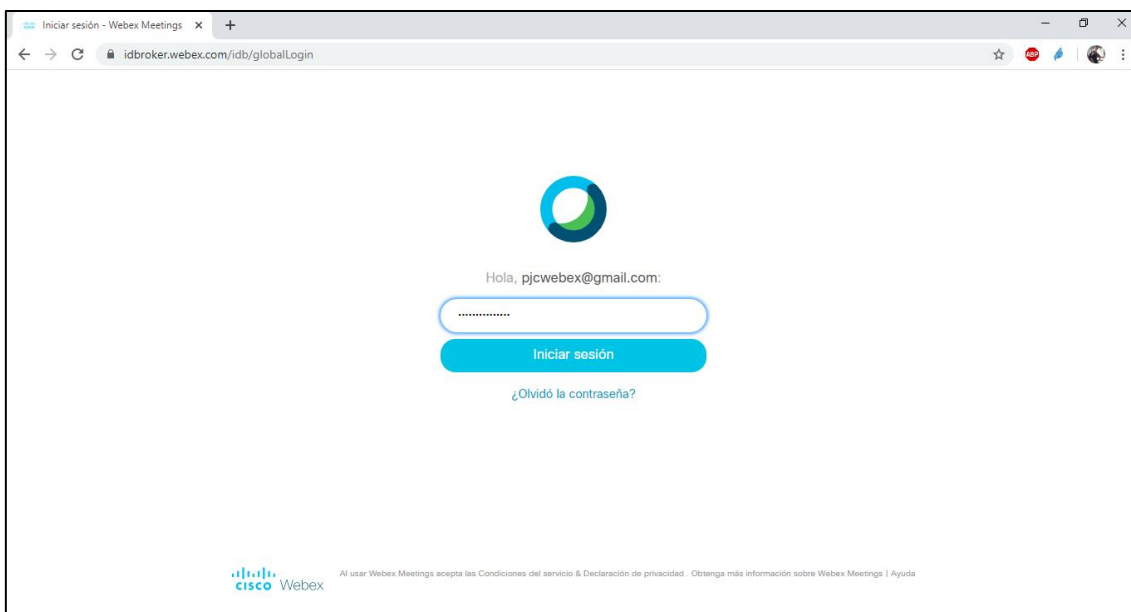 Iniciar sesión - Webex Meetings
idbroker.webex.com/idb/globalLogin
ABP
Hola, pjcwebex@gmail.com:
...............
Iniciar sesión
¿Olvidó la contraseña?
CISCO Webex
Al usar Webex Meetings acepta las Condiciones del servicio & Declaración de privacidad . Obtenga más información sobre Webex Meetings | Ayuda